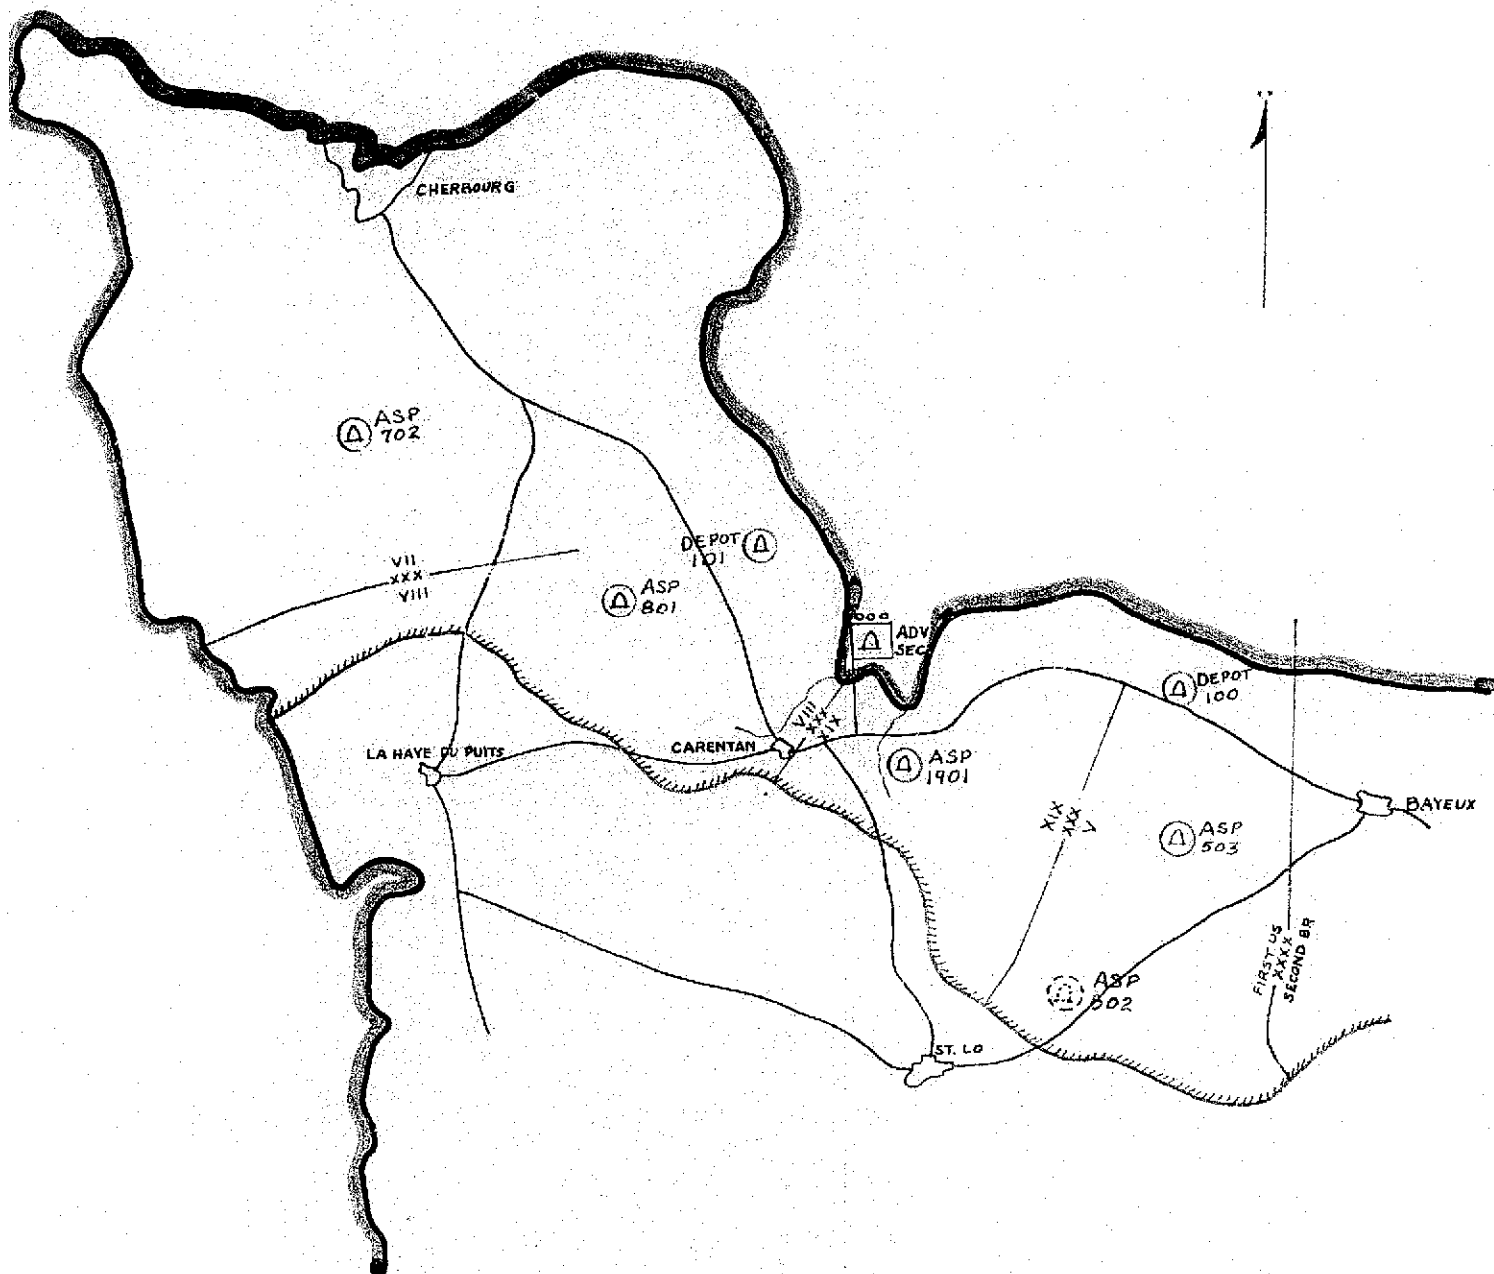 CHERBOURG
ASP
702
DEPOT
101
VII
XXX
VIII
ASP
801
ADV
SEC
DEPOT
100
VIII
XXX
XIX
LA HAYE DU PUITS
CARENTAN
ASP
1901
BAYEUX
XIX
XXX
V
ASP
503
FIRST US
XXXX
SECOND BR
ASP
502
ST. LO